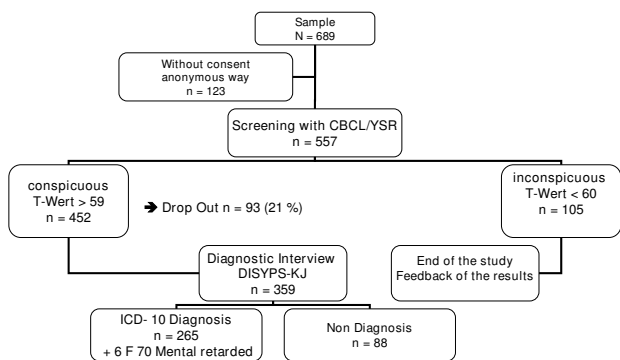 Sample
N = 689
Without consent
anonymous way
n = 123
Screening with CBCL/YSR
n = 557
conspicuous
T-Wert > 59
n = 452
➔ Drop Out n = 93 (21 %)
inconspicuous
T-Wert < 60
n = 105
Diagnostic Interview
DISYPS-KJ
n = 359
End of the study
Feedback of the results
ICD- 10 Diagnosis
n = 265
+ 6 F 70 Mental retarded
Non Diagnosis
n = 88